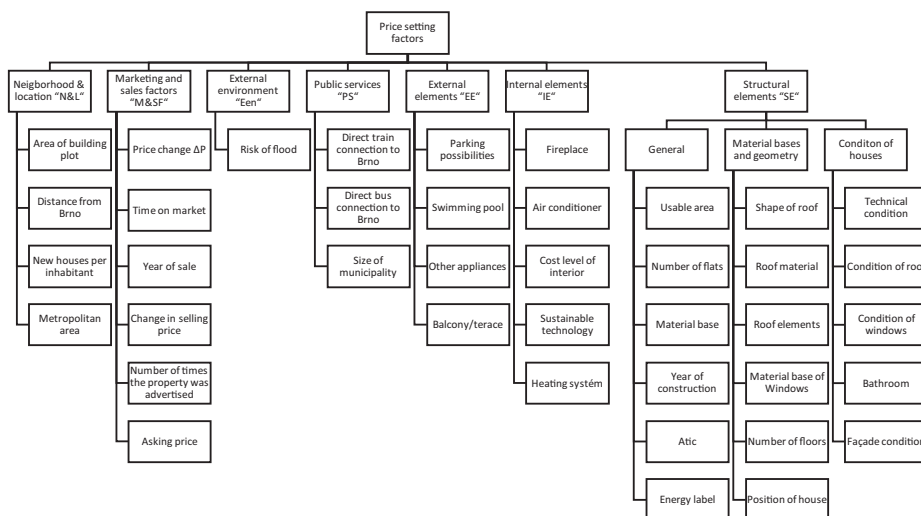 Price setting
factors
Neigborhood &
location "N&L"
Marketing and
sales factors
"M&SF"
External
environment
"Een"
Public services
"PS"
External
elements "EE"
Internal elements
"IE"
Structural
elements "SE"
Area of building
plot
Distance from
Brno
New houses per
inhabitant
Metropolitan
area
Price change ΔP
Time on market
Year of sale
Change in selling
price
Number of times
the property was
advertised
Asking price
Risk of flood
Direct train
connection to
Brno
Direct bus
connection to
Brno
Size of
municipality
Parking
possibilities
Swimming pool
Other appliances
Balcony/terace
Fireplace
Air conditioner
Cost level of
interior
Sustainable
technology
Heating systém
General
Usable area
Number of flats
Material base
Year of
construction
Atic
Energy label
Material bases
and geometry
Shape of roof
Roof material
Roof elements
Material base of
Windows
Number of floors
Position of house
Conditon of
houses
Technical
condition
Condition of roof
Condition of
windows
Bathroom
Façade condition